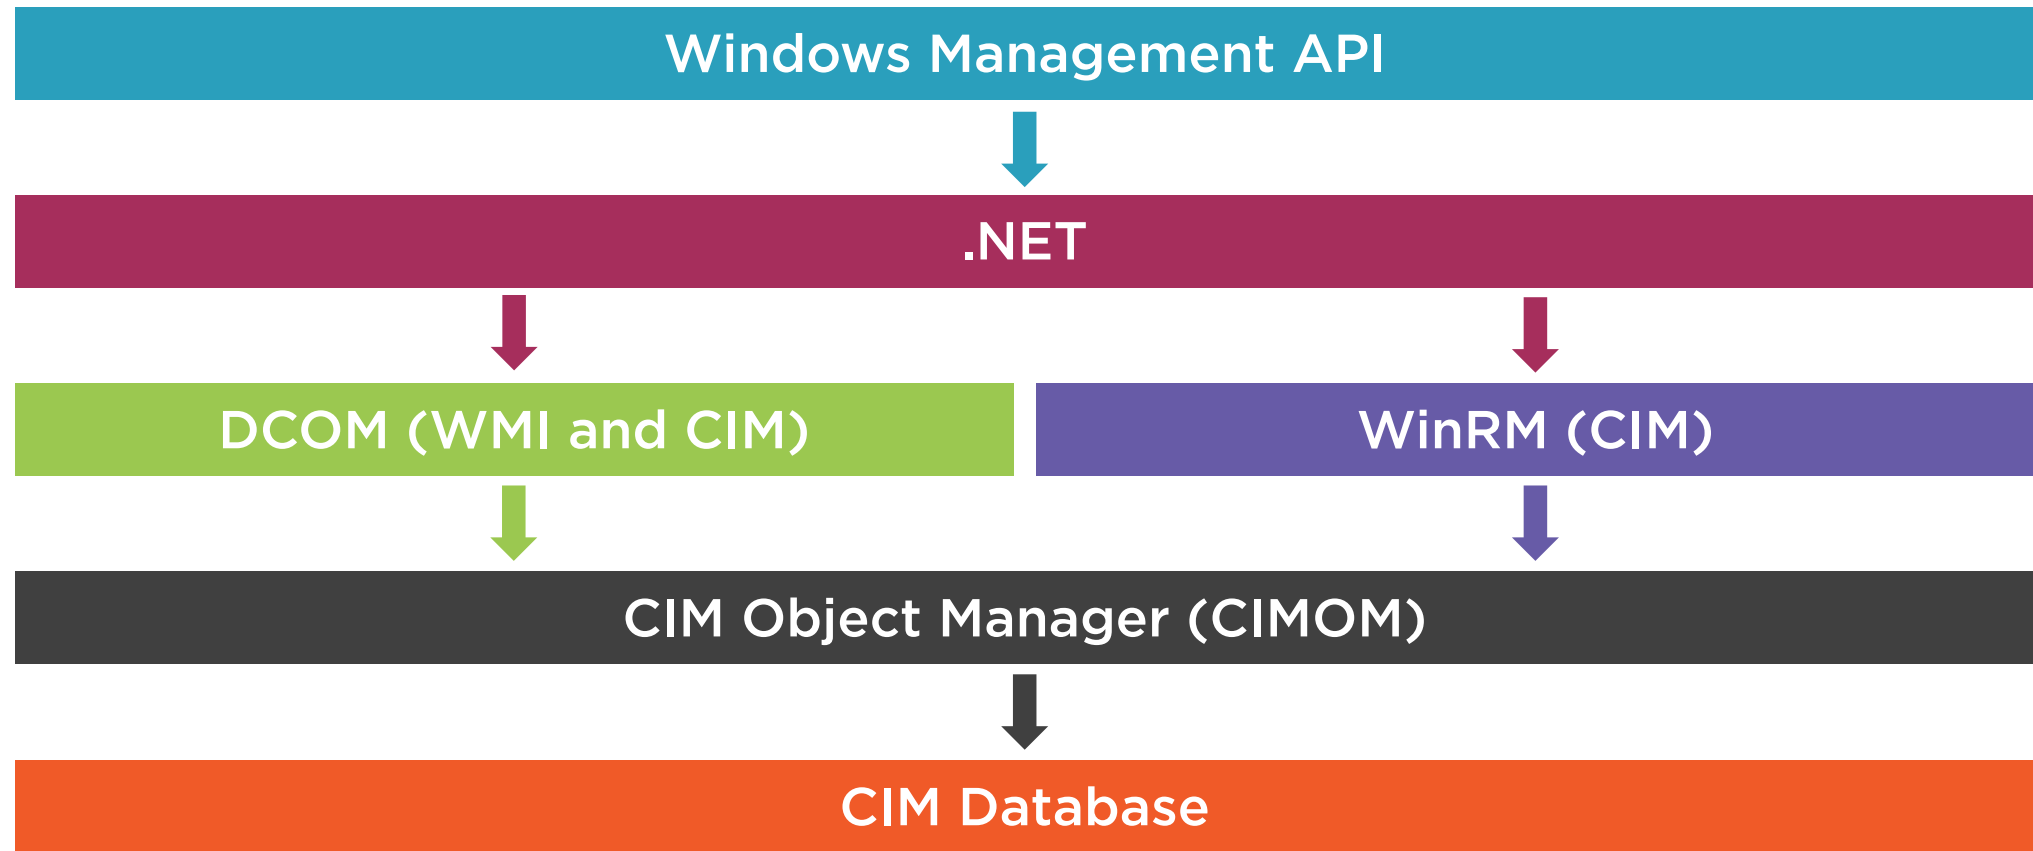 Windows Management API
.NET
DCOM (WMI and CIM)
WinRM (CIM)
CIM Object Manager (CIMOM)
CIM Database